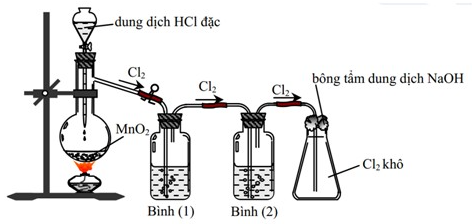 dung dịch HCl đặc
Cl₂
Cl₂
Cl₂
bông tẩm dung dịch NaOH
MnO₂
Cl₂ khô
Bình (1)
Bình (2)